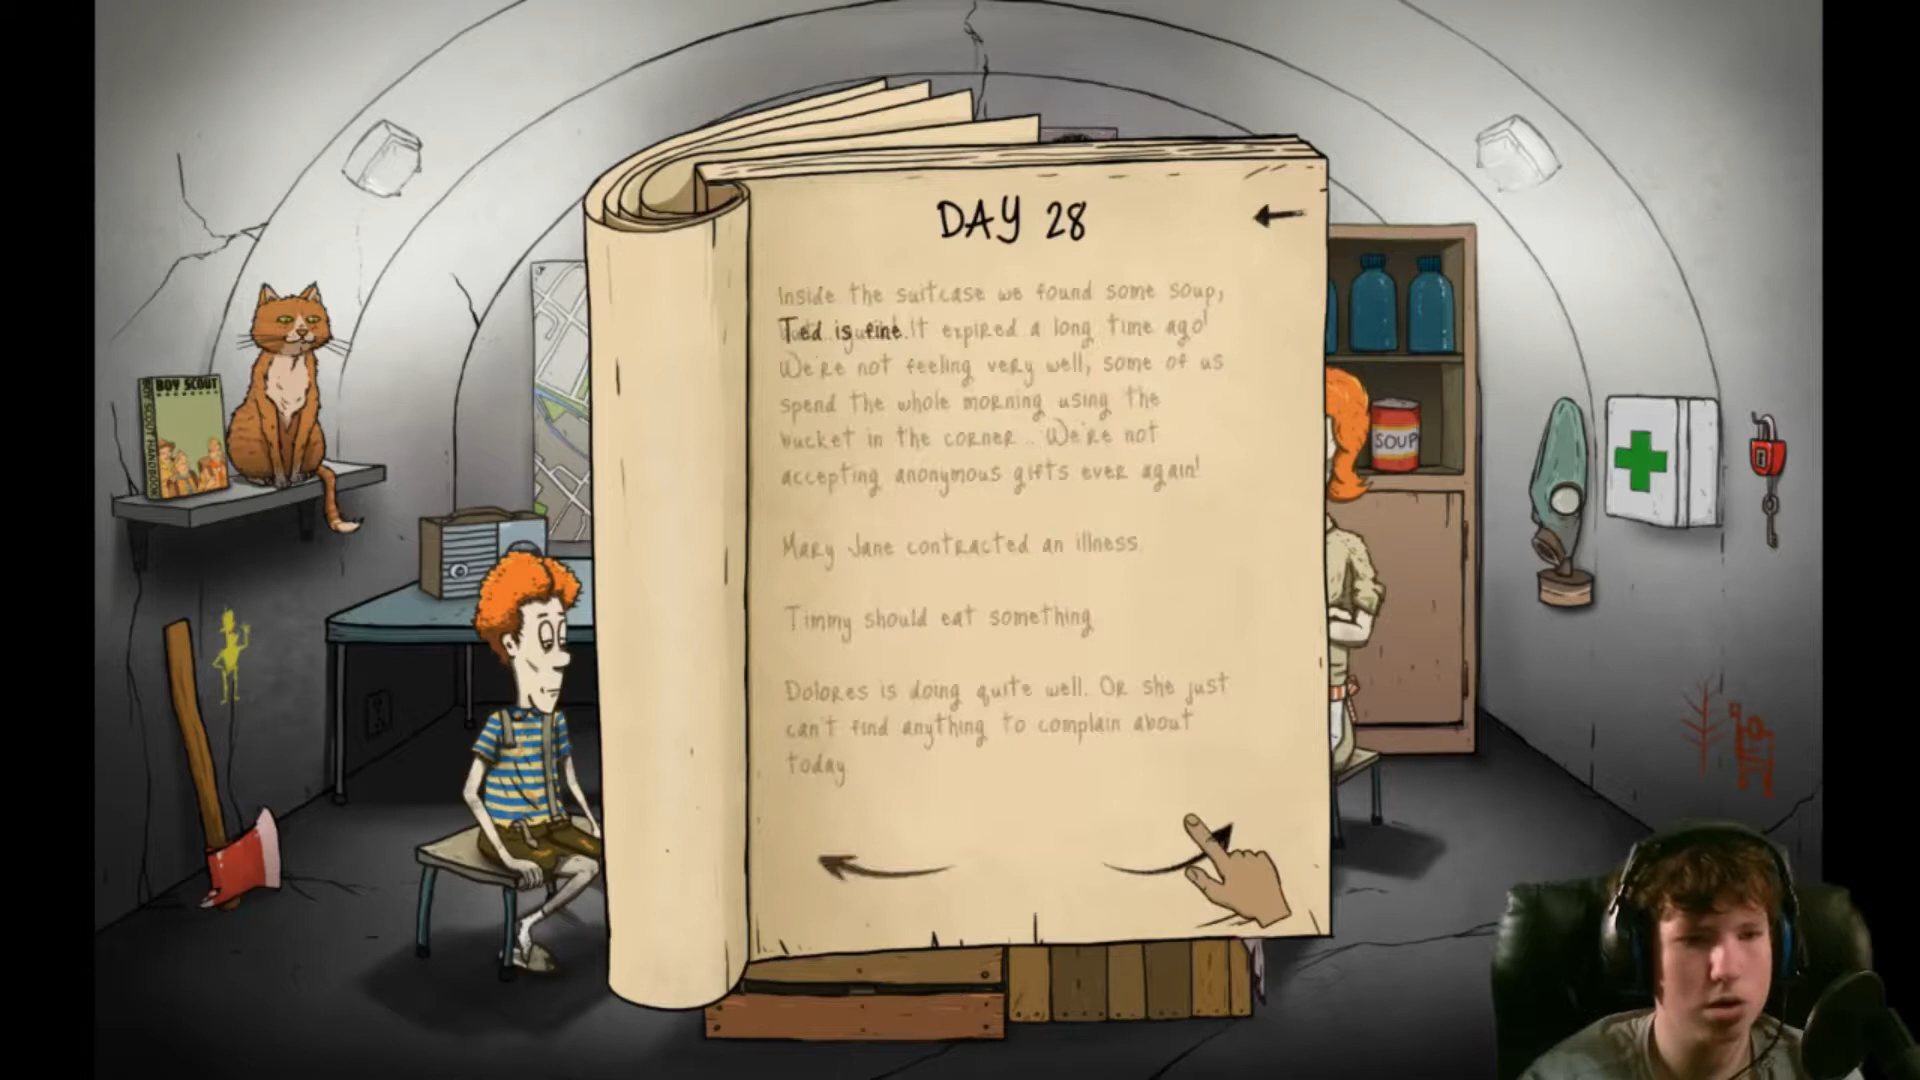 DAY 28
Inside the suitcase we found some soup,
Ted is fine. It expired a long time ago!
We're not feeling very well, some of us
spend the whole morning using the
bucket in the corner... We're not
accepting anonymous gifts ever again!
Mary Jane contracted an illness.
Timmy should eat something
Dolores is doing quite well. Or she just
can't find anything to complain about
today
BOY SCOUT
BOY SCOUT HANDBOOK
SOUP